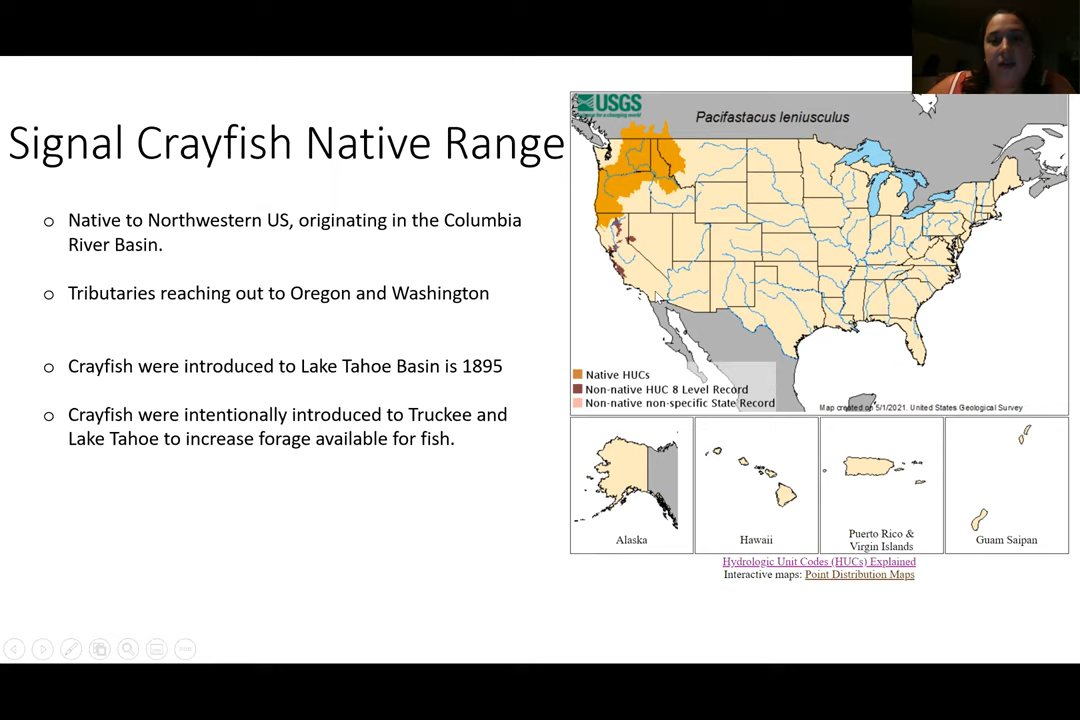 USGS
science for a changing world
Pacifastacus leniusculus
Signal Crayfish Native Range
o Native to Northwestern US, originating in the Columbia
River Basin.
o Tributaries reaching out to Oregon and Washington
o Crayfish were introduced to Lake Tahoe Basin is 1895
o Crayfish were intentionally introduced to Truckee and
Lake Tahoe to increase forage available for fish.
Native HUCs
Non-native HUC 8 Level Record
Non-native non-specific State Record
Map created on 5/1/2021. United States Geological Survey
Alaska
Hawaii
Puerto Rico &
Virgin Islands
Guam Saipan
Hydrologic Unit Codes (HUCs) Explained
Interactive maps: Point Distribution Maps